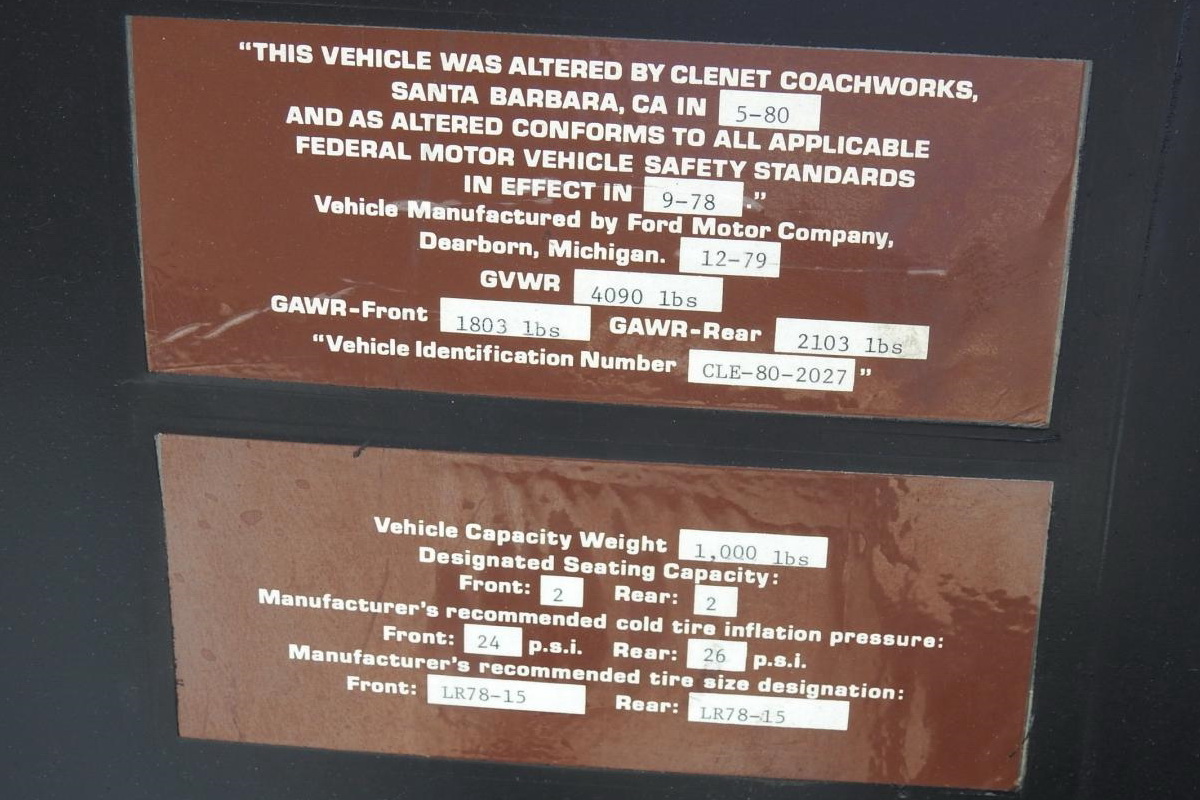 “THIS VEHICLE WAS ALTERED BY CLENET COACHWORKS,
SANTA BARBARA, CA IN 5-80
AND AS ALTERED CONFORMS TO ALL APPLICABLE
FEDERAL MOTOR VEHICLE SAFETY STANDARDS
IN EFFECT IN 9-78.”
Vehicle Manufactured by Ford Motor Company,
Dearborn, Michigan. 12-79
GVWR 4090 lbs
GAWR-Front 1803 lbs GAWR-Rear 2103 lbs
“Vehicle Identification Number CLE-80-2027”
Vehicle Capacity Weight 1,000 lbs
Designated Seating Capacity:
Front: 2 Rear: 2
Manufacturer's recommended cold tire inflation pressure:
Front: 24 p.s.i. Rear: 26 p.s.i.
Manufacturer's recommended tire size designation:
Front: LR78-15 Rear: LR78-15